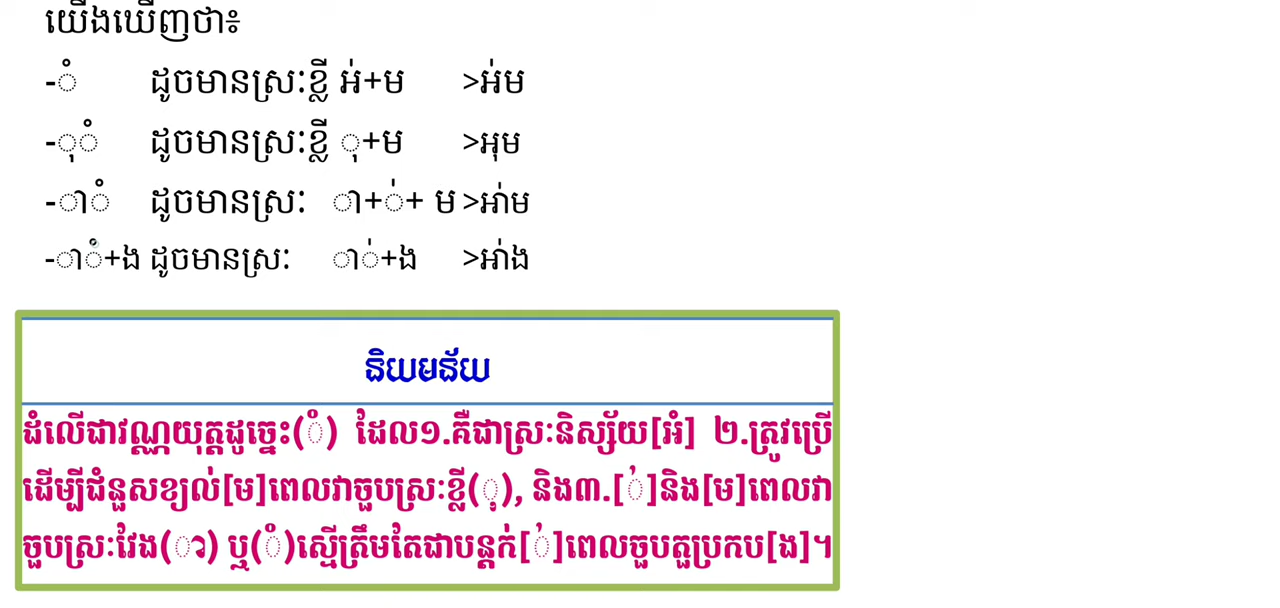 យើងឃើញថា៖
-◌ំ ដូចមានស្រៈខ្លី អ់+ម >អ់ម
-◌ុំ ដូចមានស្រៈខ្លី ◌ុ+ម >អុម
-◌ាំ ដូចមានស្រៈ ◌ា+◌់+ ម >អា់ម
-◌ាំ+ង ដូចមានស្រៈ ◌ា់+ង >អា់ង
និយមន័យ
ដំលើជាវណ្ណយុត្តដូច្នេះ(◌ំ) ដែល១.គឺជាស្រៈនិស្ស័យ[អំ] ២.ត្រូវប្រើ
ដើម្បីជំនួសខ្យល់[ម]ពេលវាចួបស្រៈខ្លី(◌ុ), និង៣.[◌់]និង[ម]ពេលវា
ចួបស្រៈវែង(◌ា) ឬ(◌ំ)ស្មើត្រឹមតែជាបន្តក់[◌់]ពេលចួបតួប្រកប[ង]។